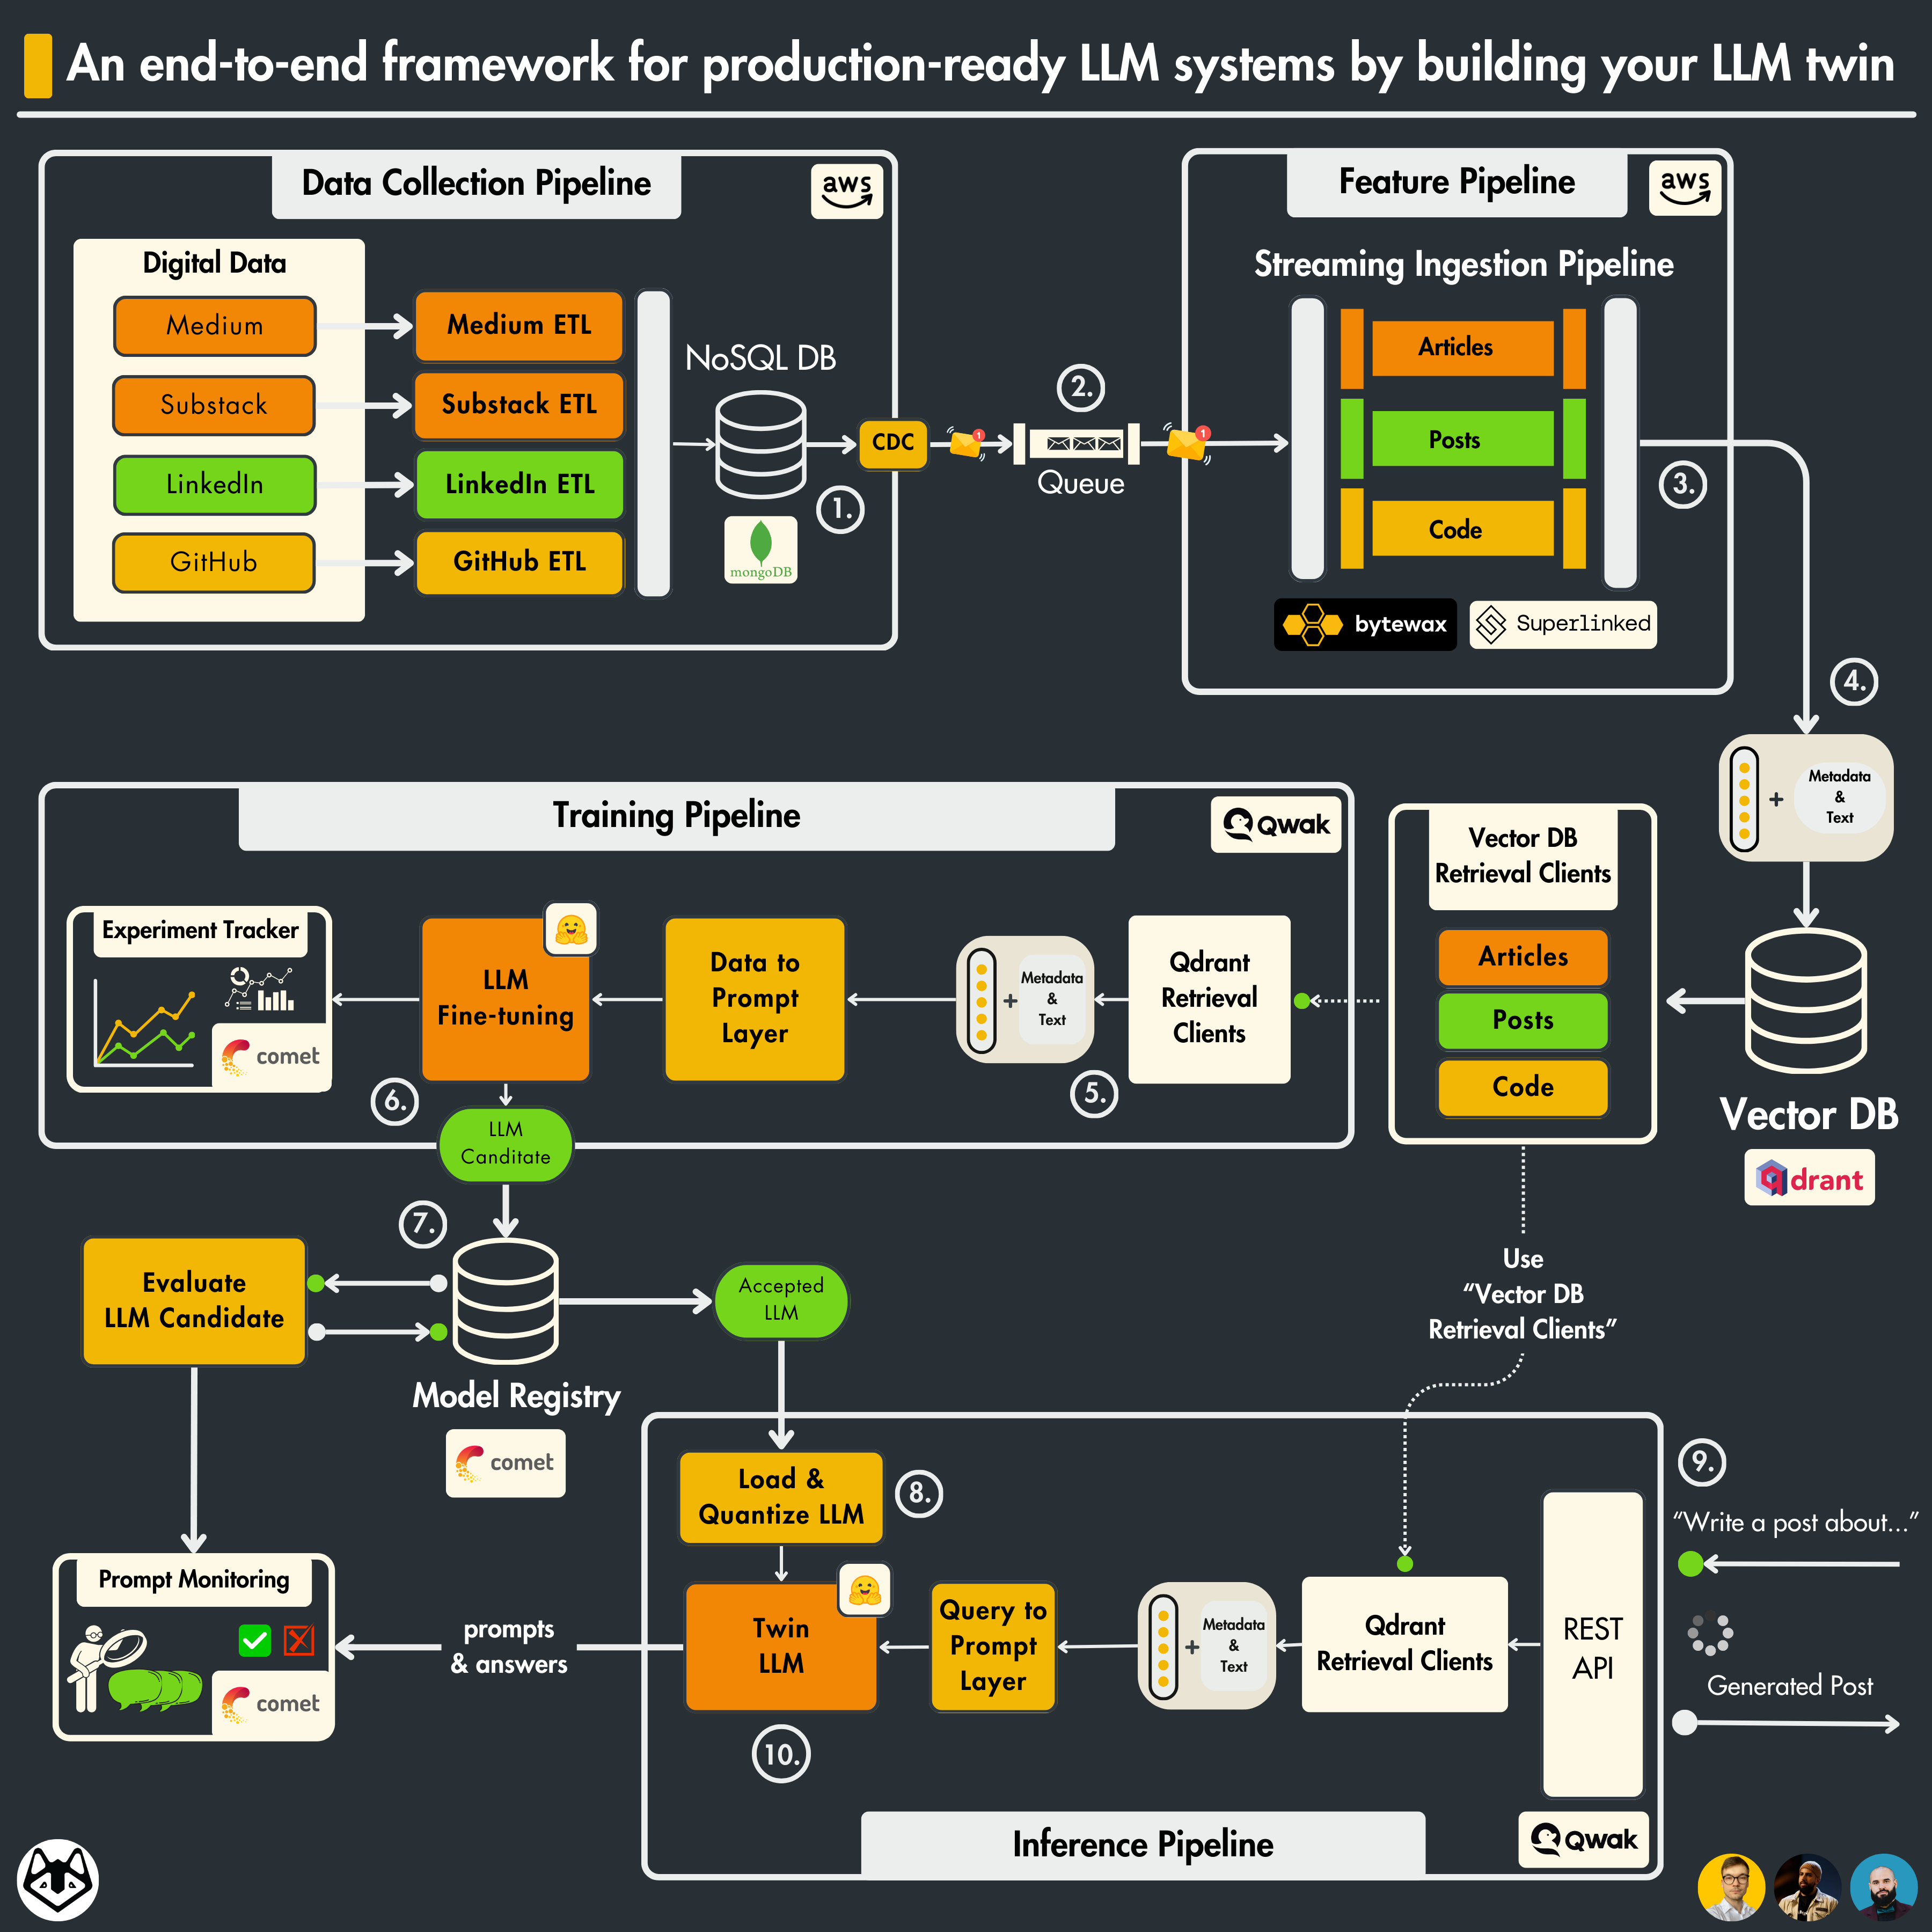 An end-to-end framework for production-ready LLM systems by building your LLM twin
Data Collection Pipeline
aws
Digital Data
Medium
Substack
LinkedIn
GitHub
Medium ETL
Substack ETL
LinkedIn ETL
GitHub ETL
NoSQL DB
1.
mongoDB
CDC
1
2.
Queue
1
Feature Pipeline
aws
Streaming Ingestion Pipeline
Articles
Posts
Code
3.
bytewax
Superlinked
4.
+
Metadata
&
Text
Vector DB
qdrant
Vector DB
Retrieval Clients
Articles
Posts
Code
Training Pipeline
Qwak
Qdrant
Retrieval
Clients
+
Metadata
&
Text
5.
Data to
Prompt
Layer
LLM
Fine-tuning
Experiment Tracker
comet
6.
LLM
Canditate
7.
Evaluate
LLM Candidate
Model Registry
comet
Accepted
LLM
Use
“Vector DB
Retrieval Clients”
Load &
Quantize LLM
8.
9.
“Write a post about...”
Generated Post
REST
API
Qdrant
Retrieval Clients
+
Metadata
&
Text
Query to
Prompt
Layer
Twin
LLM
10.
prompts
& answers
Prompt Monitoring
comet
Inference Pipeline
Qwak